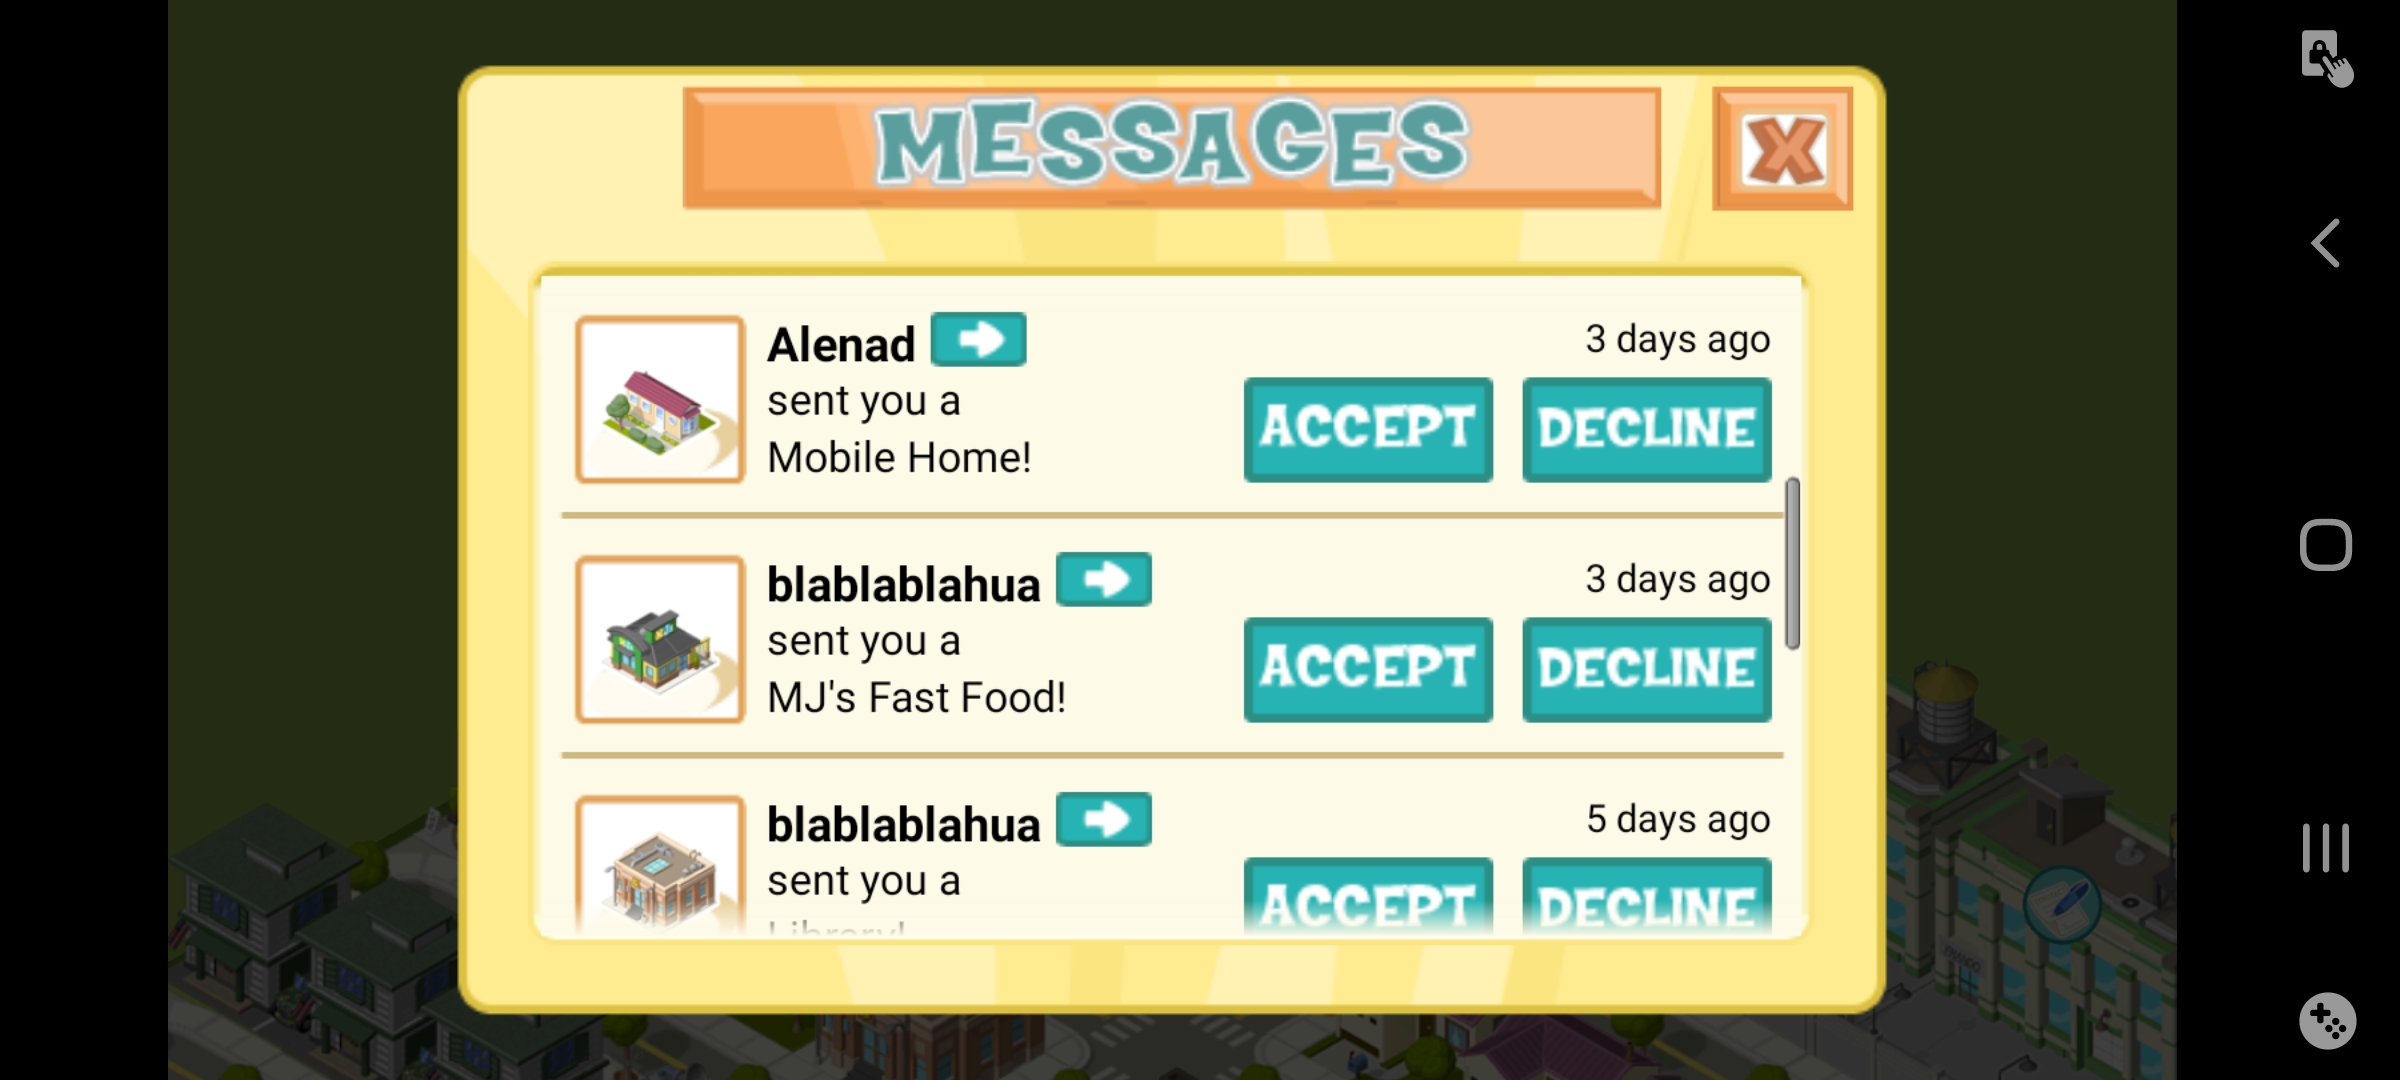 MESSAGES
X
Alenad
3 days ago
sent you a
Mobile Home!
ACCEPT
DECLINE
blablablahua
3 days ago
sent you a
MJ's Fast Food!
ACCEPT
DECLINE
blablablahua
5 days ago
sent you a
Library!
ACCEPT
DECLINE